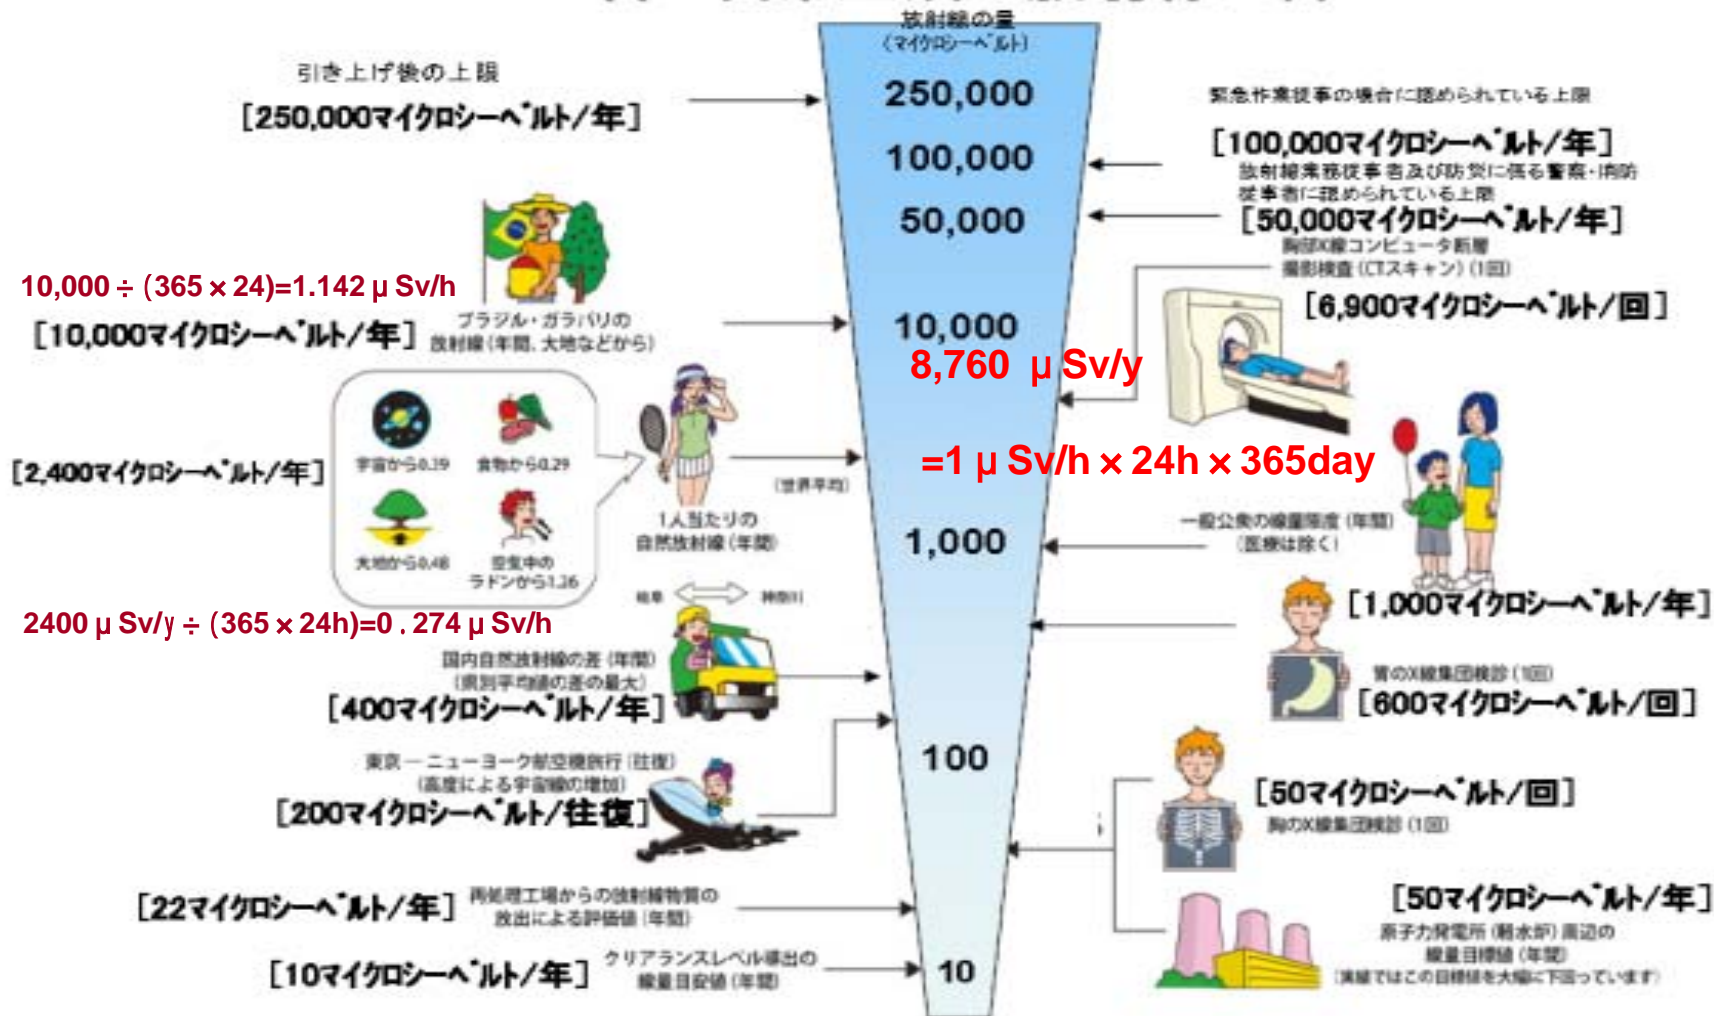 放射線の量
(マイクロシーベルト)
250,000
100,000
50,000
10,000
8,760 μ Sv/y
=1 μ Sv/h × 24h × 365day
1,000
100
10
引き上げ後の上限
[250,000マイクロシーベルト/年]
10,000 ÷ (365 × 24)=1.142 μ Sv/h
[10,000マイクロシーベルト/年]
ブラジル・ガラパリの
放射線(年間、大地などから)
[2,400マイクロシーベルト/年]
宇宙から0.39
食物から0.29
大地から0.48
空気中の
ラドンから1.26
(世界平均)
1人当たりの
自然放射線(年間)
2400 μ Sv/y ÷ (365 × 24h)=0 . 274 μ Sv/h
岐阜
神奈川
国内自然放射線の差(年間)
(県別平均値の差の最大)
[400マイクロシーベルト/年]
東京―ニューヨーク航空機旅行(往復)
(高度による宇宙線の増加)
[200マイクロシーベルト/往復]
[22マイクロシーベルト/年]
再処理工場からの放射線物質の
放出による評価値(年間)
[10マイクロシーベルト/年]
クリアランスレベル導出の
線量目安値(年間)
緊急作業従事の場合に認められている上限
[100,000マイクロシーベルト/年]
放射線業務従事者及び防災に係る警察・消防
従事者に認められている上限
[50,000マイクロシーベルト/年]
胸部X線コンピュータ断層
撮影検査(CTスキャン)(1回)
[6,900マイクロシーベルト/回]
一般公衆の線量限度(年間)
(医療は除く)
[1,000マイクロシーベルト/年]
胃のX線集団検診(1回)
[600マイクロシーベルト/回]
[50マイクロシーベルト/回]
胸のX線集団検診(1回)
[50マイクロシーベルト/年]
原子力発電所(軽水炉)周辺の
線量目標値(年間)
(実績ではこの目標値を大幅に下回っています)